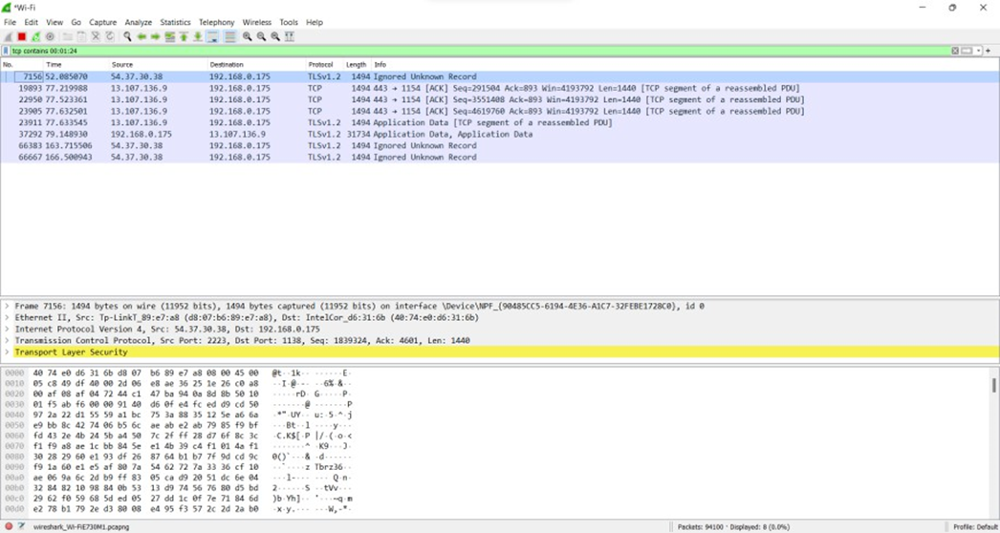 *Wi-Fi
File Edit View Go Capture Analyze Statistics Telephony Wireless Tools Help
tcp contains 00:01:24
No. Time Source Destination Protocol Length Info
7156 52.085070 54.37.30.38 192.168.0.175 TLSv1.2 1494 Ignored Unknown Record
19893 77.219988 13.107.136.9 192.168.0.175 TCP 1494 443 → 1154 [ACK] Seq=291504 Ack=893 Win=4193792 Len=1440 [TCP segment of a reassembled PDU]
22950 77.523361 13.107.136.9 192.168.0.175 TCP 1494 443 → 1154 [ACK] Seq=3551408 Ack=893 Win=4193792 Len=1440 [TCP segment of a reassembled PDU]
23905 77.632501 13.107.136.9 192.168.0.175 TCP 1494 443 → 1154 [ACK] Seq=4619760 Ack=893 Win=4193792 Len=1440 [TCP segment of a reassembled PDU]
23911 77.633545 13.107.136.9 192.168.0.175 TLSv1.2 1494 Application Data [TCP segment of a reassembled PDU]
37292 79.148930 192.168.0.175 13.107.136.9 TLSv1.2 31734 Application Data, Application Data
66383 163.715506 54.37.30.38 192.168.0.175 TLSv1.2 1494 Ignored Unknown Record
66667 166.500943 54.37.30.38 192.168.0.175 TLSv1.2 1494 Ignored Unknown Record
Frame 7156: 1494 bytes on wire (11952 bits), 1494 bytes captured (11952 bits) on interface \Device\NPF_{90485CC5-6194-4E36-A1C7-32FEBE1728C0}, id 0
Ethernet II, Src: Tp-LinkT_89:e7:a8 (d8:07:b6:89:e7:a8), Dst: IntelCor_d6:31:6b (40:74:e0:d6:31:6b)
Internet Protocol Version 4, Src: 54.37.30.38, Dst: 192.168.0.175
Transmission Control Protocol, Src Port: 2223, Dst Port: 1138, Seq: 1839324, Ack: 4601, Len: 1440
Transport Layer Security
0000 40 74 e0 d6 31 6b d8 07 b6 89 e7 a8 08 00 45 00
0010 05 c8 49 df 40 00 2d 06 e8 ae 36 25 1e 26 c0 a8
0020 00 af 08 af 04 72 44 c1 47 ba 94 0a 8d 8b 50 10
0030 01 f5 ab f6 00 00 91 40 d6 0f e4 fc ed d9 cd 50
0040 97 2a 22 d1 55 59 a1 bc 75 3a 88 35 12 5e a6 6a
0050 e9 bb 8c 42 74 06 b5 6c ae ab e2 ab 79 85 f9 bf
0060 fd 43 2e 4b 24 5b a4 50 7c 2f ff 28 d7 6f 8c 3c
0070 f1 f9 a8 ae 1c bb 84 5e e1 4b 39 c4 f1 01 4a f1
0080 30 28 29 60 e1 93 df 26 87 64 b1 b7 7f 9d cd 9c
0090 f9 1a 60 e1 e5 af 80 7a 54 62 72 7a 33 36 cf 10
00a0 ae 06 9a 6c 2d b9 ff 83 05 ca d9 20 51 dc 6e 04
00b0 32 84 82 10 98 84 0b 53 13 d9 74 56 76 80 d5 bd
00c0 29 62 f0 59 68 5d ed 05 27 dd 1c 0f 7e 71 84 6d
00d0 e2 78 b1 79 2e d3 80 08 e4 95 f3 57 2c 2d 2a b0
wireshark_Wi-FiE730M1.pcapng
Packets: 94100 · Displayed: 8 (0.0%)
Profile: Default